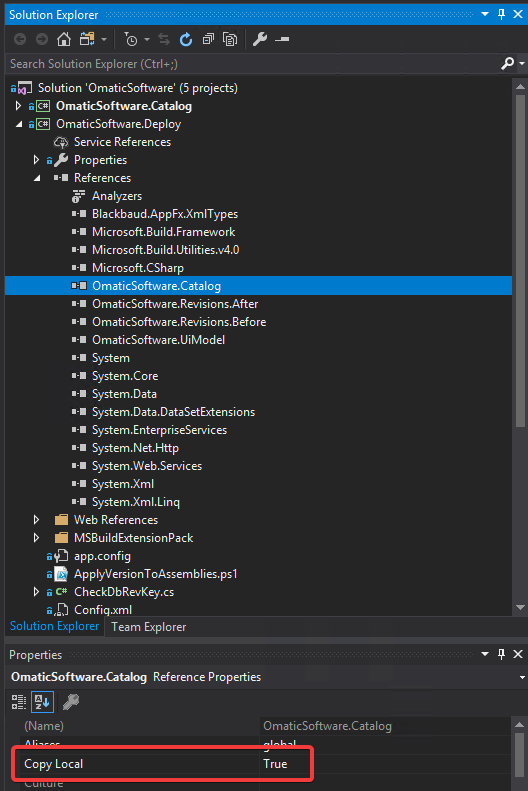 Solution Explorer
Search Solution Explorer (Ctrl+;)
Solution 'OmaticSoftware' (5 projects)
C# OmaticSoftware.Catalog
C# OmaticSoftware.Deploy
Service References
Properties
References
Analyzers
Blackbaud.AppFx.XmlTypes
Microsoft.Build.Framework
Microsoft.Build.Utilities.v4.0
Microsoft.CSharp
OmaticSoftware.Catalog
OmaticSoftware.Revisions.After
OmaticSoftware.Revisions.Before
OmaticSoftware.UiModel
System
System.Core
System.Data
System.Data.DataSetExtensions
System.EnterpriseServices
System.Net.Http
System.Web.Services
System.Xml
System.Xml.Linq
Web References
MSBuildExtensionPack
app.config
ApplyVersionToAssemblies.ps1
C# CheckDbRevKey.cs
Config.xml
Solution Explorer Team Explorer
Properties
OmaticSoftware.Catalog Reference Properties
(Name) OmaticSoftware.Catalog
Aliases global
Copy Local True
Culture